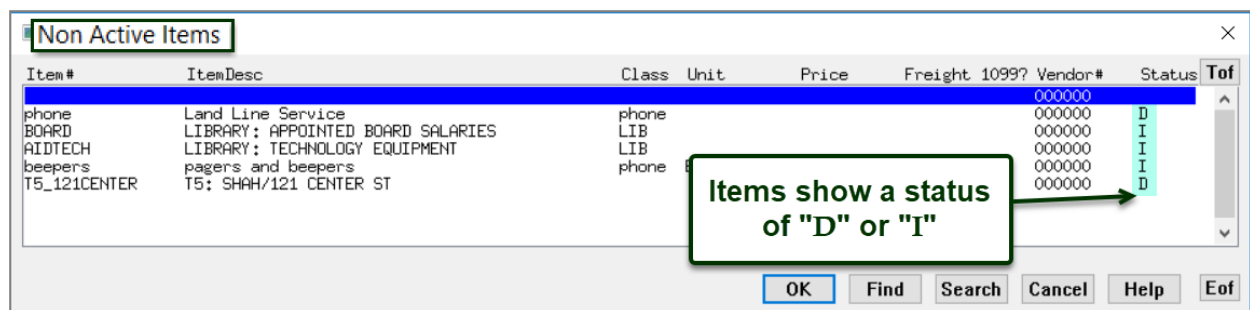 Non Active Items
Item# ItemDesc Class Unit Price Freight 1099? Vendor# Status Tof
000000
phone Land Line Service phone 000000 D
BOARD LIBRARY: APPOINTED BOARD SALARIES LIB 000000 I
AIDTECH LIBRARY: TECHNOLOGY EQUIPMENT LIB 000000 I
beepers pagers and beepers phone 000000 I
T5_121CENTER T5: SHAH/121 CENTER ST 000000 D
Items show a status
of "D" or "I"
OK Find Search Cancel Help Eof